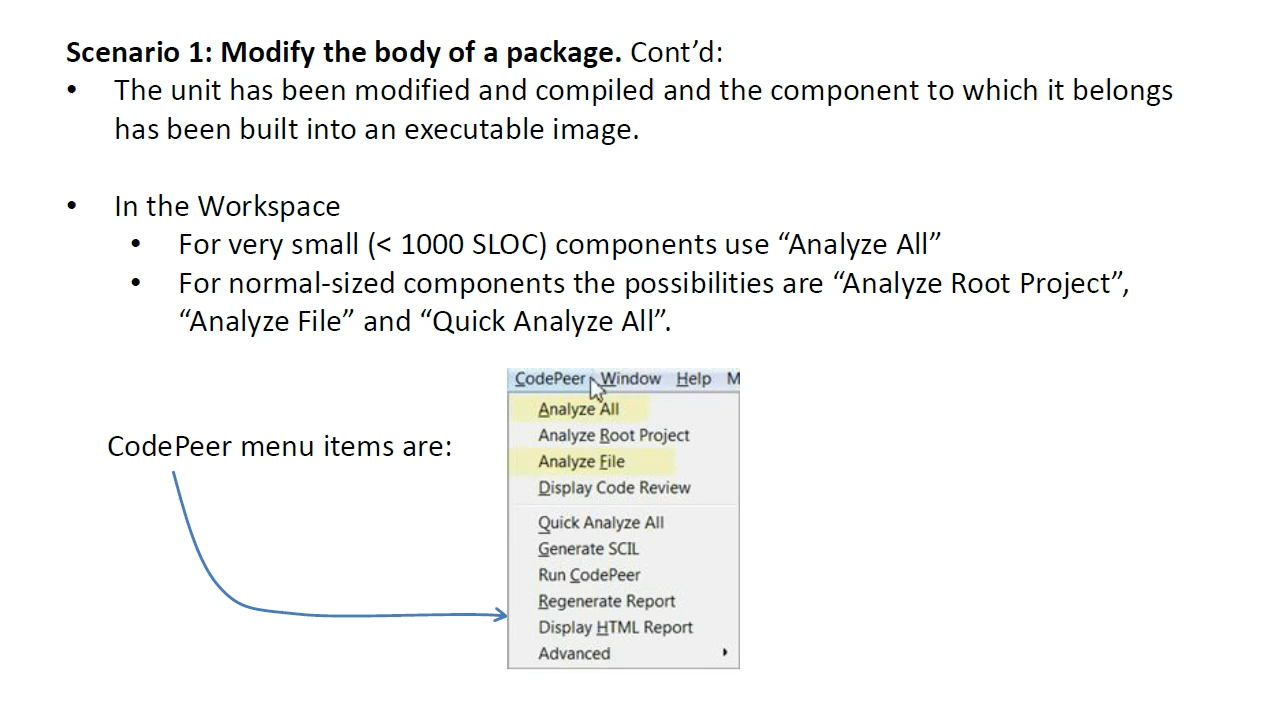 Scenario 1: Modify the body of a package. Cont’d:
• The unit has been modified and compiled and the component to which it belongs
has been built into an executable image.
• In the Workspace
• For very small (< 1000 SLOC) components use “Analyze All”
• For normal-sized components the possibilities are “Analyze Root Project”,
“Analyze File” and “Quick Analyze All”.
CodePeer menu items are:
CodePeer Window Help M
Analyze All
Analyze Root Project
Analyze File
Display Code Review
Quick Analyze All
Generate SCIL
Run CodePeer
Regenerate Report
Display HTML Report
Advanced